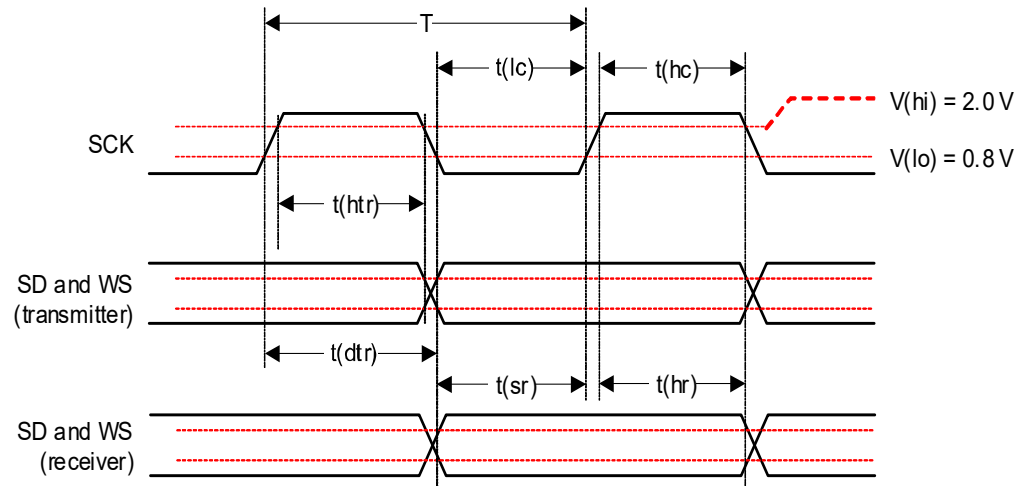 T
t(lc)
t(hc)
V(hi) = 2.0 V
SCK
V(lo) = 0.8 V
t(htr)
SD and WS
(transmitter)
t(dtr)
t(sr)
t(hr)
SD and WS
(receiver)